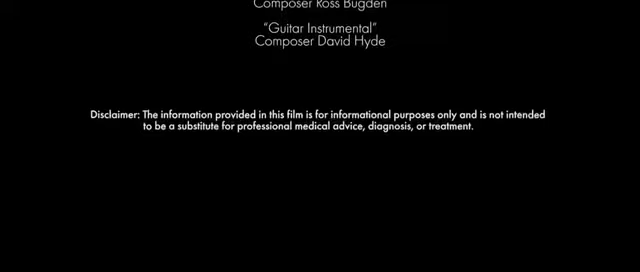 Composer Ross Bugden
“Guitar Instrumental”
Composer David Hyde
Disclaimer: The information provided in this film is for informational purposes only and is not intended
to be a substitute for professional medical advice, diagnosis, or treatment.